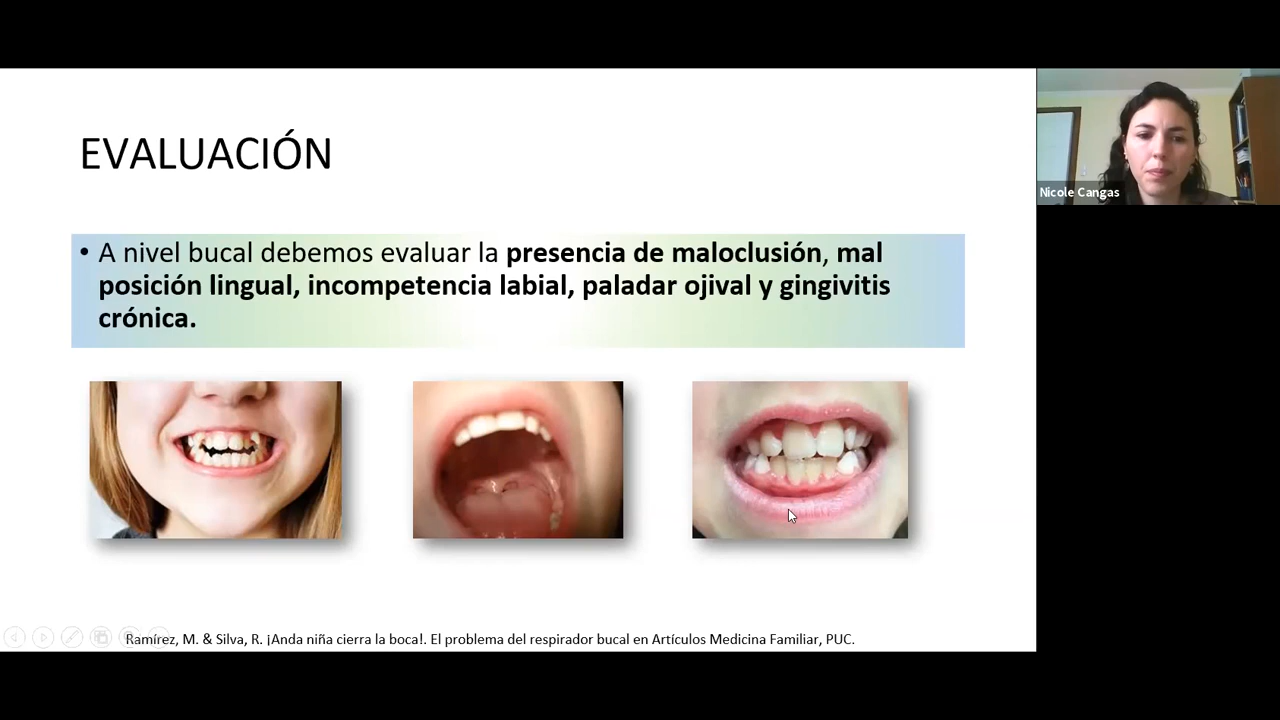 EVALUACIÓN
• A nivel bucal debemos evaluar la presencia de maloclusión, mal
posición lingual, incompetencia labial, paladar ojival y gingivitis
crónica.
Ramírez, M. & Silva, R. ¡Anda niña cierra la boca!. El problema del respirador bucal en Artículos Medicina Familiar, PUC.
Nicole Cangas